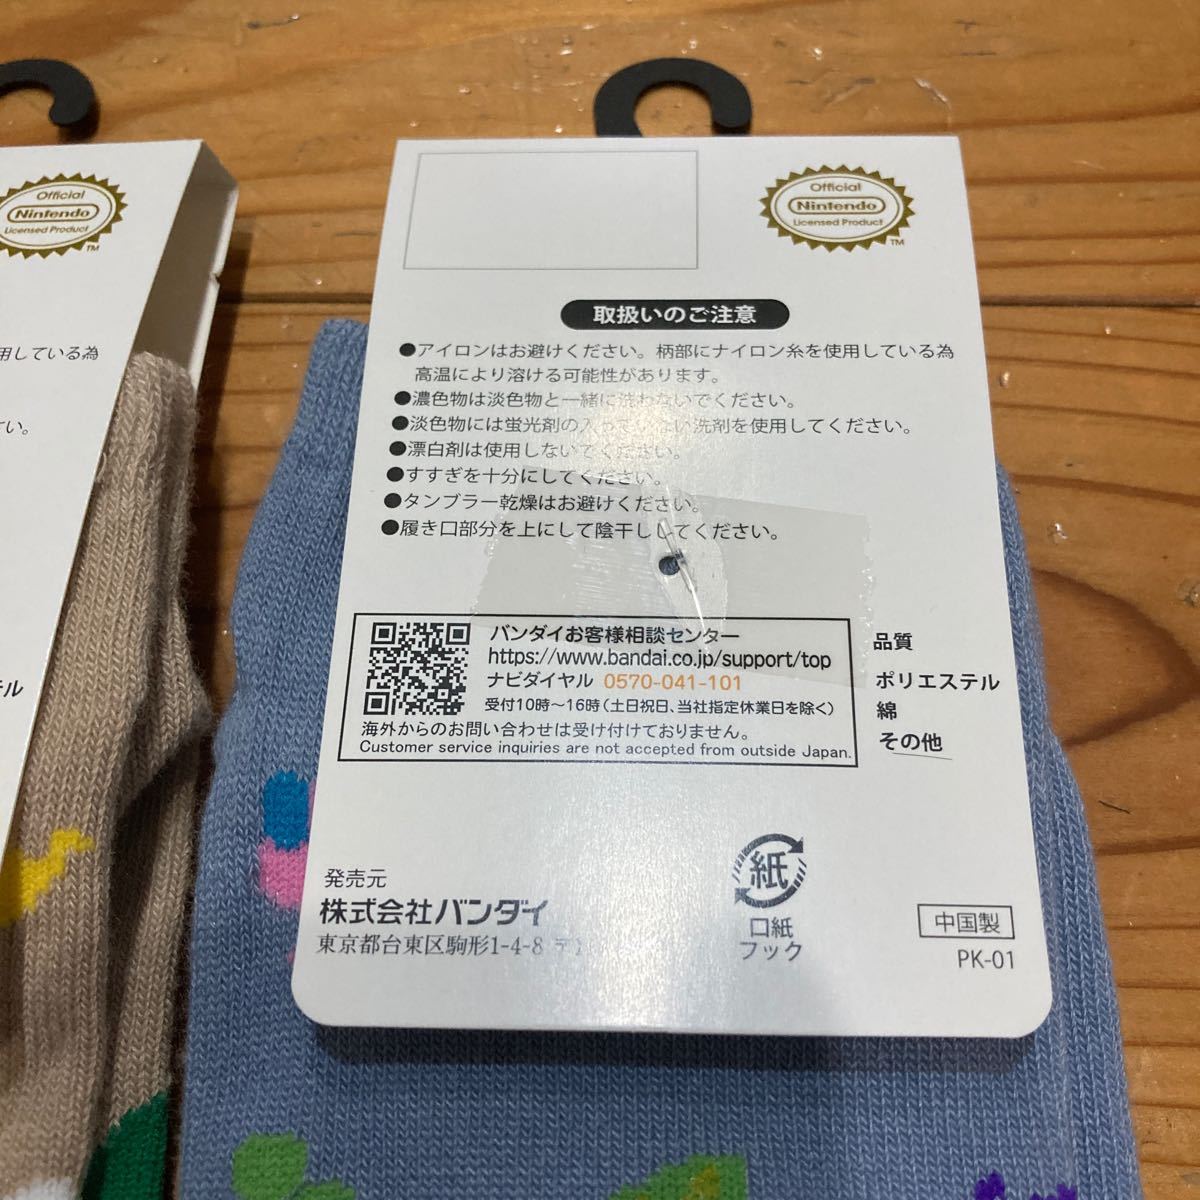 Official
Nintendo
Licensed Product
TM
用している為
さい。
テル
Official
Nintendo
Licensed Product
TM
取扱いのご注意
●アイロンはお避けください。柄部にナイロン糸を使用している為
高温により溶ける可能性があります。
●濃色物は淡色物と一緒に洗わないでください。
●淡色物には蛍光剤の入っていない洗剤を使用してください。
●漂白剤は使用しないでください。
●すすぎを十分にしてください。
●タンブラー乾燥はお避けください。
●履き口部分を上にして陰干ししてください。
バンダイお客様相談センター
https://www.bandai.co.jp/support/top
ナビダイヤル 0570-041-101
受付10時～16時（土日祝日、当社指定休業日を除く）
海外からのお問い合わせは受け付けておりません。
Customer service inquiries are not accepted from outside Japan.
品質
ポリエステル
綿
その他
発売元
株式会社バンダイ
東京都台東区駒形1-4-8
紙
口紙
フック
中国製
PK-01